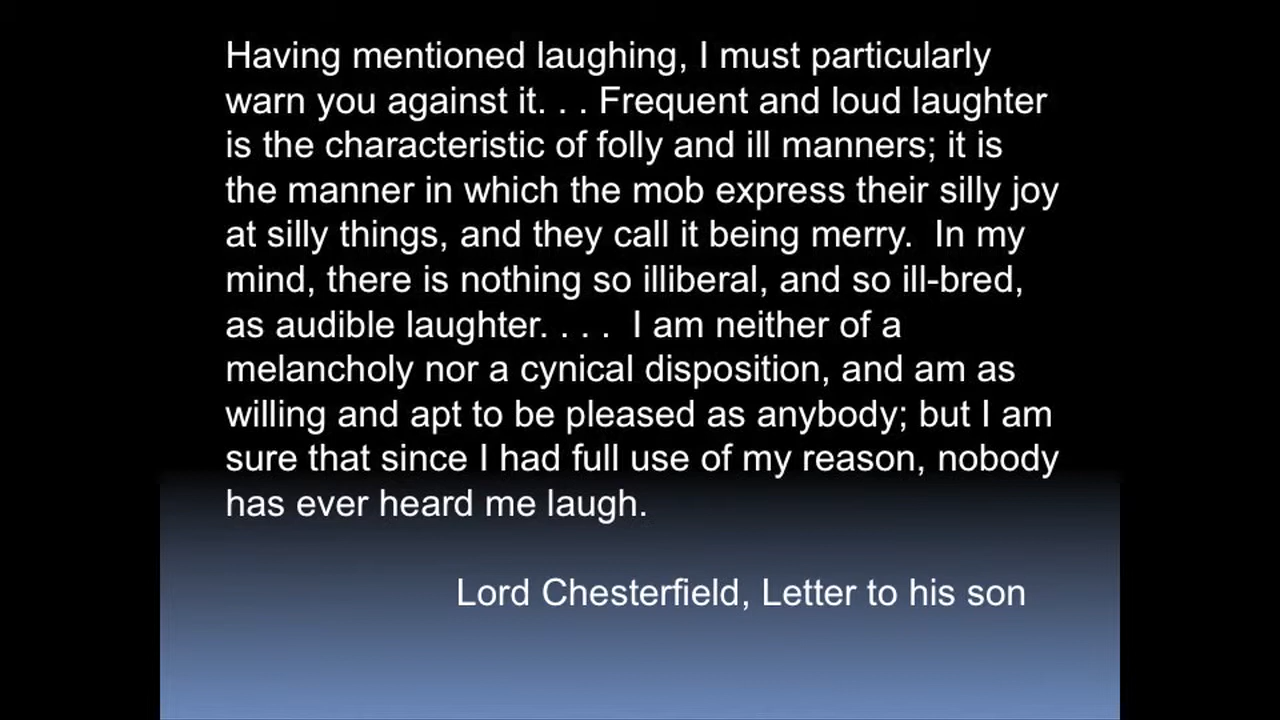 Having mentioned laughing, I must particularly
warn you against it. . . Frequent and loud laughter
is the characteristic of folly and ill manners; it is
the manner in which the mob express their silly joy
at silly things, and they call it being merry.  In my
mind, there is nothing so illiberal, and so ill-bred,
as audible laughter. . . .  I am neither of a
melancholy nor a cynical disposition, and am as
willing and apt to be pleased as anybody; but I am
sure that since I had full use of my reason, nobody
has ever heard me laugh.
Lord Chesterfield, Letter to his son